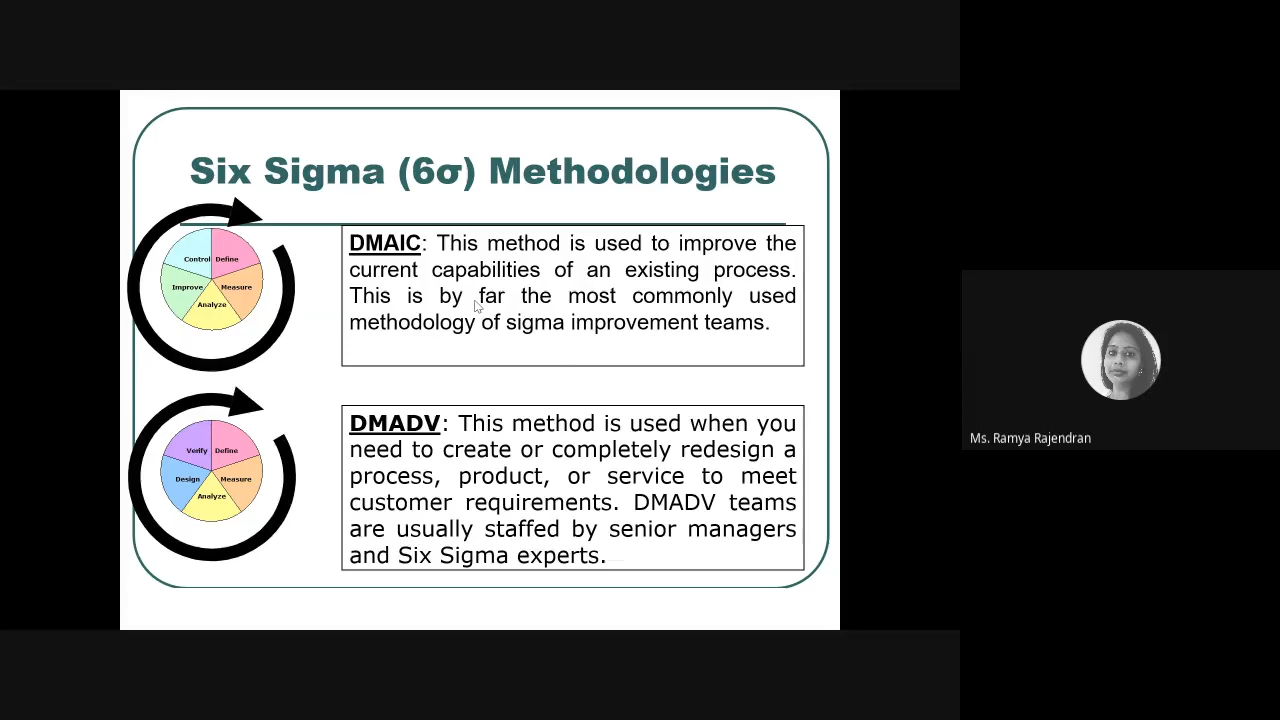 Six Sigma (6σ) Methodologies
Control Define
Improve Measure
Analyze
DMAIC: This method is used to improve the
current capabilities of an existing process.
This is by far the most commonly used
methodology of sigma improvement teams.
Verify Define
Design Measure
Analyze
DMADV: This method is used when you
need to create or completely redesign a
process, product, or service to meet
customer requirements. DMADV teams
are usually staffed by senior managers
and Six Sigma experts.
Ms. Ramya Rajendran